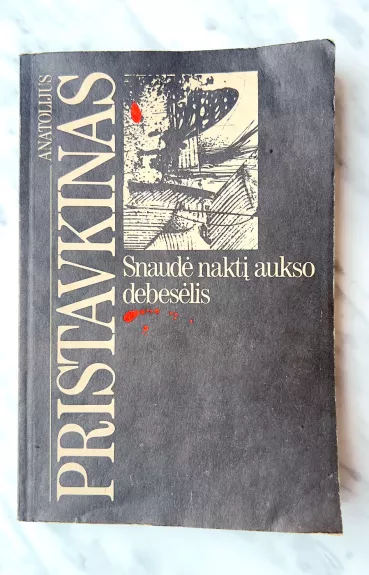 ANATOLIJUS
PRISTAVKINAS
Snaudė naktį aukso
debesėlis